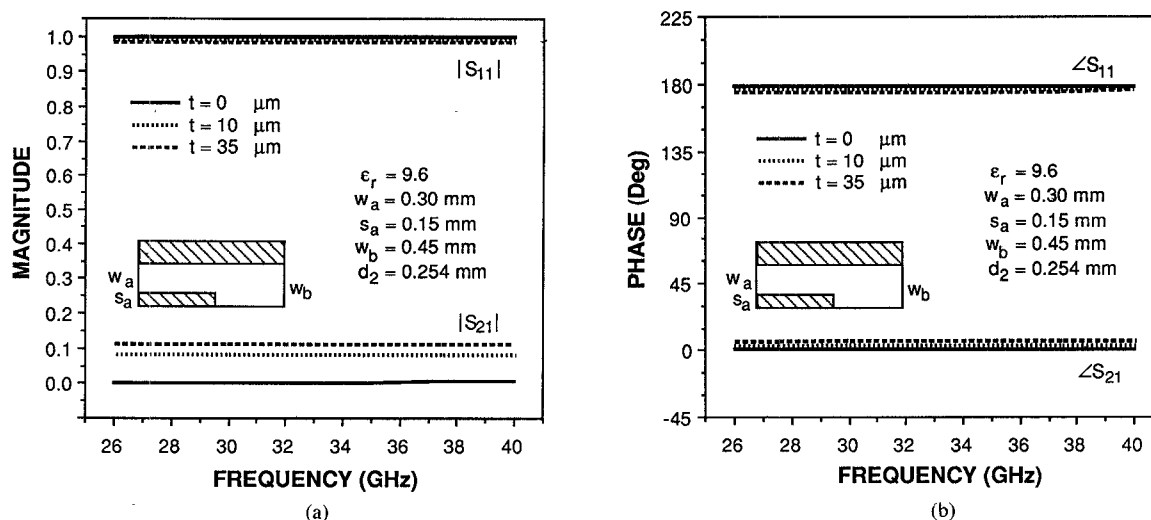 1.0
0.9
0.8
0.7
0.6
0.5
0.4
0.3
0.2
0.1
0.0
MAGNITUDE
|S11|
t = 0 μm
t = 10 μm
t = 35 μm
εr = 9.6
wa = 0.30 mm
sa = 0.15 mm
wb = 0.45 mm
d2 = 0.254 mm
wa
sa
wb
|S21|
26 28 30 32 34 36 38 40
FREQUENCY (GHz)
(a)
225
180
135
90
45
0
-45
PHASE (Deg)
∠S11
t = 0 μm
t = 10 μm
t = 35 μm
εr = 9.6
wa = 0.30 mm
sa = 0.15 mm
wb = 0.45 mm
d2 = 0.254 mm
wa
sa
wb
∠S21
26 28 30 32 34 36 38 40
FREQUENCY (GHz)
(b)